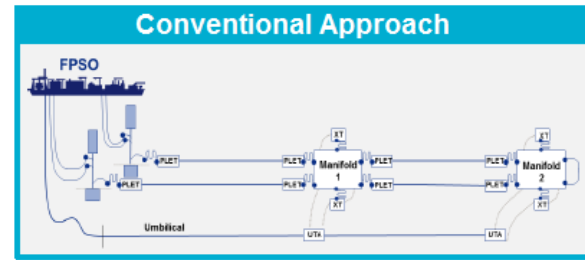 Conventional Approach
FPSO
XT
XT
PLET
PLET
Manifold
1
PLET
PLET
Manifold
2
PLET
PLET
PLET
PLET
XT
XT
Umbilical
UTA
UTA